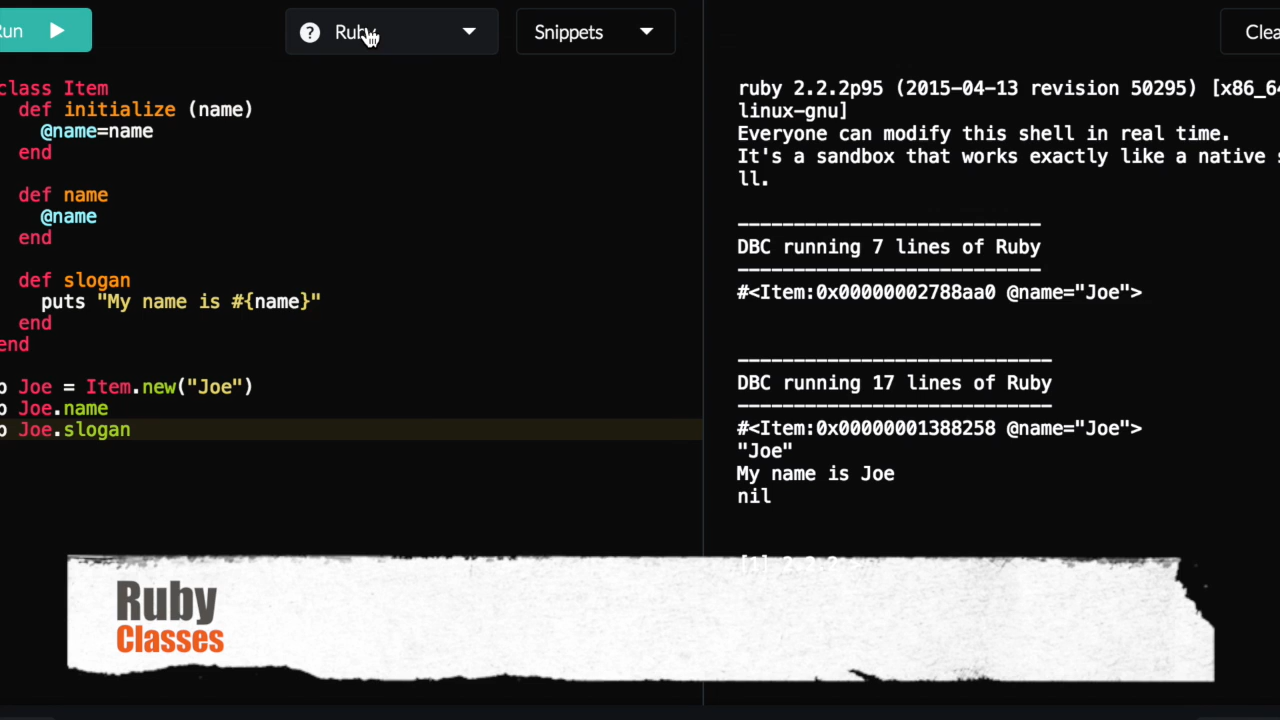 Run
Ruby
Snippets
Clea
class Item
def initialize (name)
@name=name
end
def name
@name
end
def slogan
puts "My name is #{name}"
end
end
p Joe = Item.new("Joe")
p Joe.name
p Joe.slogan
ruby 2.2.2p95 (2015-04-13 revision 50295) [x86_64
linux-gnu]
Everyone can modify this shell in real time.
It's a sandbox that works exactly like a native s
ll.
---------------------------
DBC running 7 lines of Ruby
---------------------------
#<Item:0x00000002788aa0 @name="Joe">
----------------------------
DBC running 17 lines of Ruby
----------------------------
#<Item:0x00000001388258 @name="Joe">
"Joe"
My name is Joe
nil
Ruby
Classes